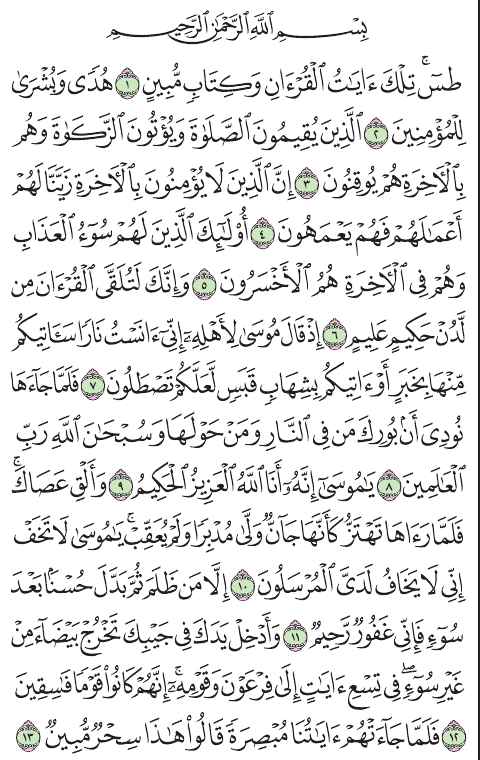 بِسْمِ ٱللَّهِ ٱلرَّحْمَٰنِ ٱلرَّحِيمِ
طسٓۚ تِلْكَ ءَايَٰتُ ٱلْقُرْءَانِ وَكِتَابٖ مُّبِينٍ ١ هُدٗى وَبُشْرَىٰ
لِلْمُؤْمِنِينَ ٢ ٱلَّذِينَ يُقِيمُونَ ٱلصَّلَوٰةَ وَيُؤْتُونَ ٱلزَّكَوٰةَ وَهُم
بِٱلْأٓخِرَةِ هُمْ يُوقِنُونَ ٣ إِنَّ ٱلَّذِينَ لَا يُؤْمِنُونَ بِٱلْأٓخِرَةِ زَيَّنَّا لَهُمْ
أَعْمَٰلَهُمْ فَهُمْ يَعْمَهُونَ ٤ أُوْلَٰٓئِكَ ٱلَّذِينَ لَهُمْ سُوٓءُ ٱلْعَذَابِ
وَهُمْ فِي ٱلْأٓخِرَةِ هُمُ ٱلْأَخْسَرُونَ ٥ وَإِنَّكَ لَتُلَقَّى ٱلْقُرْءَانَ مِن
لَّدُنْ حَكِيمٍ عَلِيمٍ ٦ إِذْ قَالَ مُوسَىٰ لِأَهْلِهِۦٓ إِنِّيٓ ءَانَسْتُ نَارٗا سَـَٔاتِيكُم
مِّنْهَا بِخَبَرٍ أَوْ ءَاتِيكُم بِشِهَابٖ قَبَسٖ لَّعَلَّكُمْ تَصْطَلُونَ ٧ فَلَمَّا جَآءَهَا
نُودِيَ أَنۢ بُورِكَ مَن فِي ٱلنَّارِ وَمَنْ حَوْلَهَا وَسُبْحَٰنَ ٱللَّهِ رَبِّ
ٱلْعَٰلَمِينَ ٨ يَٰمُوسَىٰٓ إِنَّهُۥٓ أَنَا ٱللَّهُ ٱلْعَزِيزُ ٱلْحَكِيمُ ٩ وَأَلْقِ عَصَاكَۚ
فَلَمَّا رَءَاهَا تَهْتَزُّ كَأَنَّهَا جَآنّٞ وَلَّىٰ مُدْبِرٗا وَلَمْ يُعَقِّبْۚ يَٰمُوسَىٰ لَا تَخَفْ
إِنِّي لَا يَخَافُ لَدَيَّ ٱلْمُرْسَلُونَ ١٠ إِلَّا مَن ظَلَمَ ثُمَّ بَدَّلَ حُسْنَۢا بَعْدَ
سُوٓءٖ فَإِنِّي غَفُورٞ رَّحِيمٞ ١١ وَأَدْخِلْ يَدَكَ فِي جَيْبِكَ تَخْرُجْ بَيْضَآءَ مِنْ
غَيْرِ سُوٓءٖۖ فِي تِسْعِ ءَايَٰتٍ إِلَىٰ فِرْعَوْنَ وَقَوْمِهِۦٓۚ إِنَّهُمْ كَانُواْ قَوْمٗا فَٰسِقِينَ
١٢ فَلَمَّا جَآءَتْهُمْ ءَايَٰتُنَا مُبْصِرَةٗ قَالُواْ هَٰذَا سِحْرٞ مُّبِينٞ ١٣